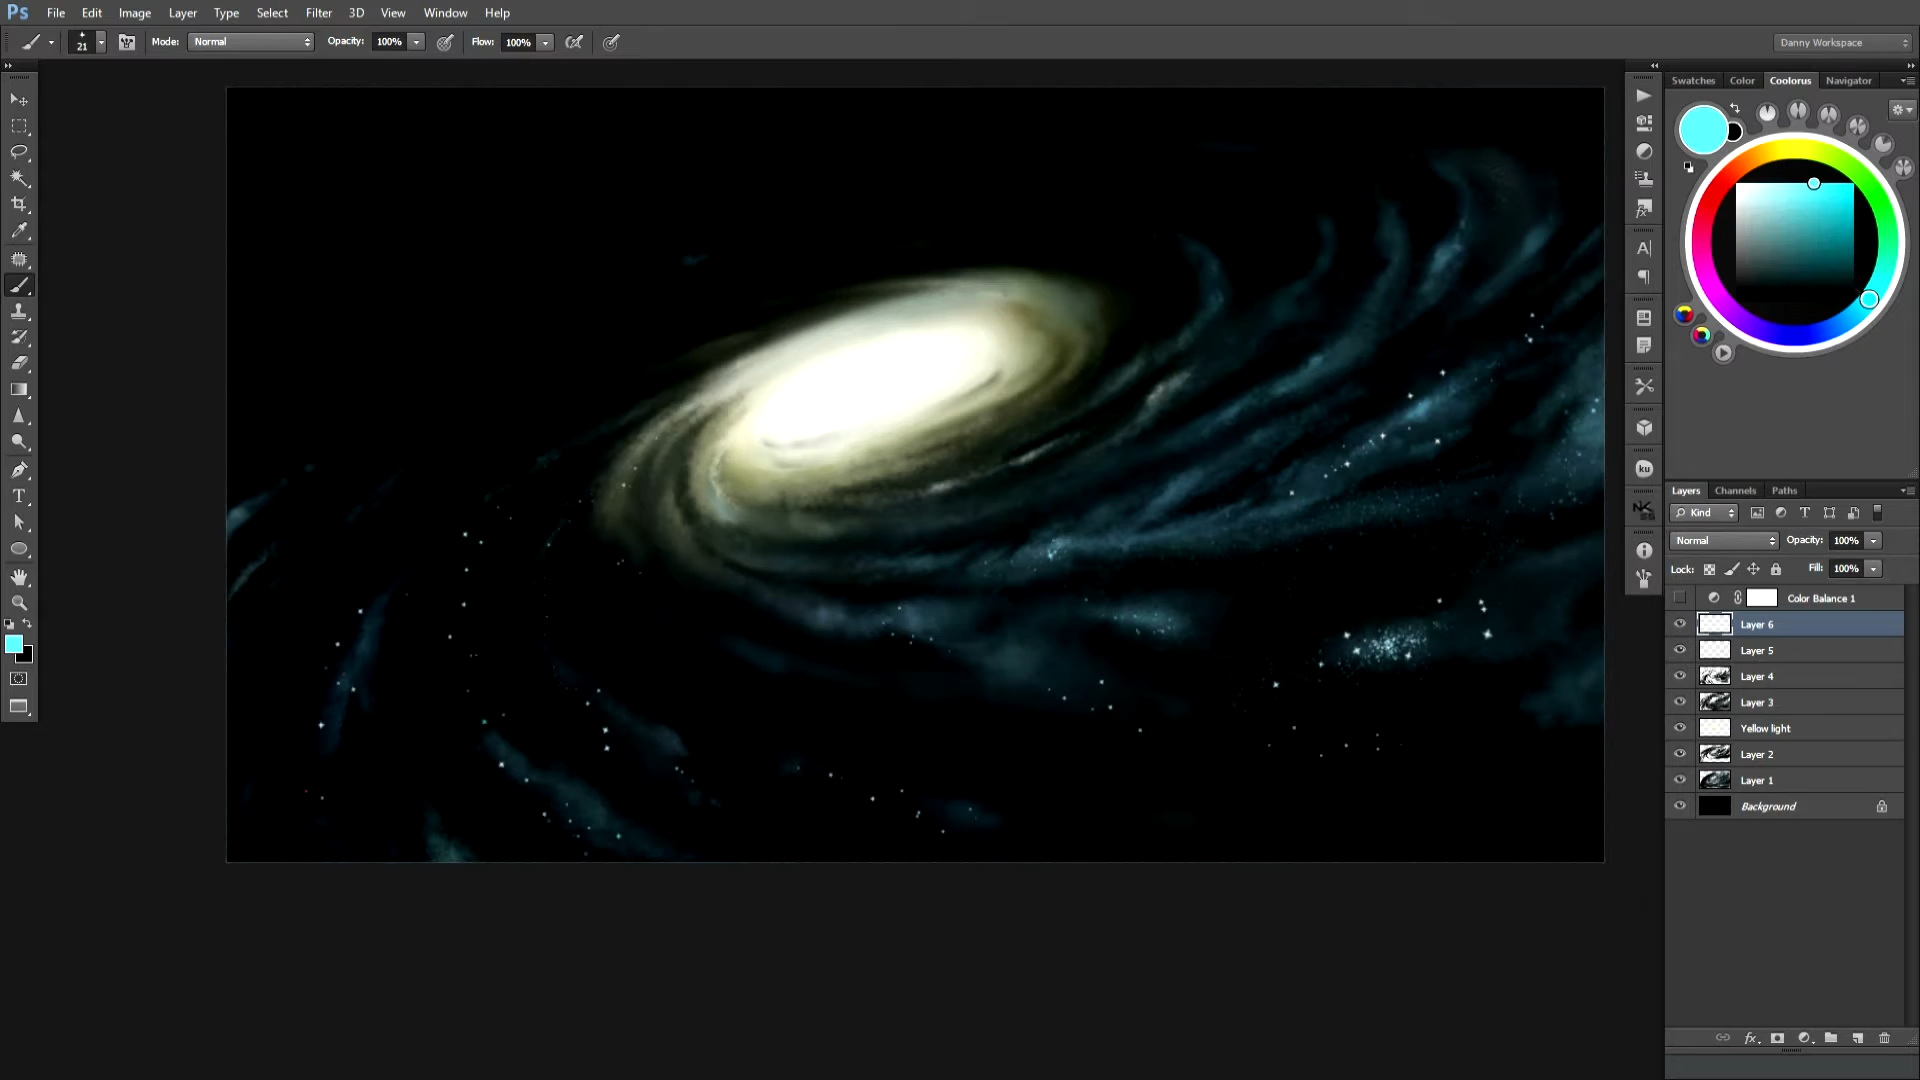 Ps File Edit Image Layer Type Select Filter 3D View Window Help
21 Mode: Normal Opacity: 100% Flow: 100% Danny Workspace
Swatches Color Coolorus Navigator
A
¶
ku
Layers Channels Paths
Kind T
Normal Opacity: 100%
Lock: Fill: 100%
Color Balance 1
Layer 6
Layer 5
Layer 4
Layer 3
Yellow light
Layer 2
Layer 1
Background
fx
T